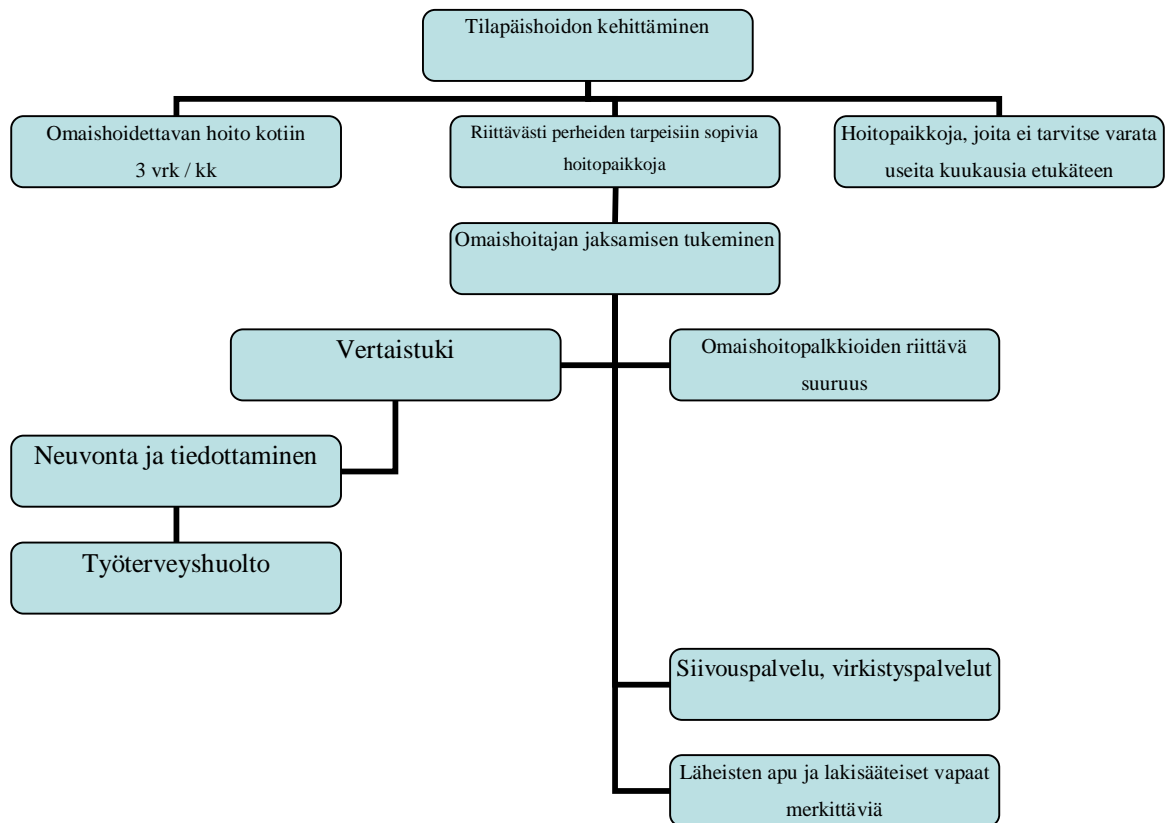 Tilapäishoidon kehittäminen
Omaishoidettavan hoito kotiin
3 vrk / kk
Riittävästi perheiden tarpeisiin sopivia
hoitopaikkoja
Hoitopaikkoja, joita ei tarvitse varata
useita kuukausia etukäteen
Omaishoitajan jaksamisen tukeminen
Vertaistuki
Omaishoitopalkkioiden riittävä
suuruus
Neuvonta ja tiedottaminen
Työterveyshuolto
Siivouspalvelu, virkistyspalvelut
Läheisten apu ja lakisääteiset vapaat
merkittäviä